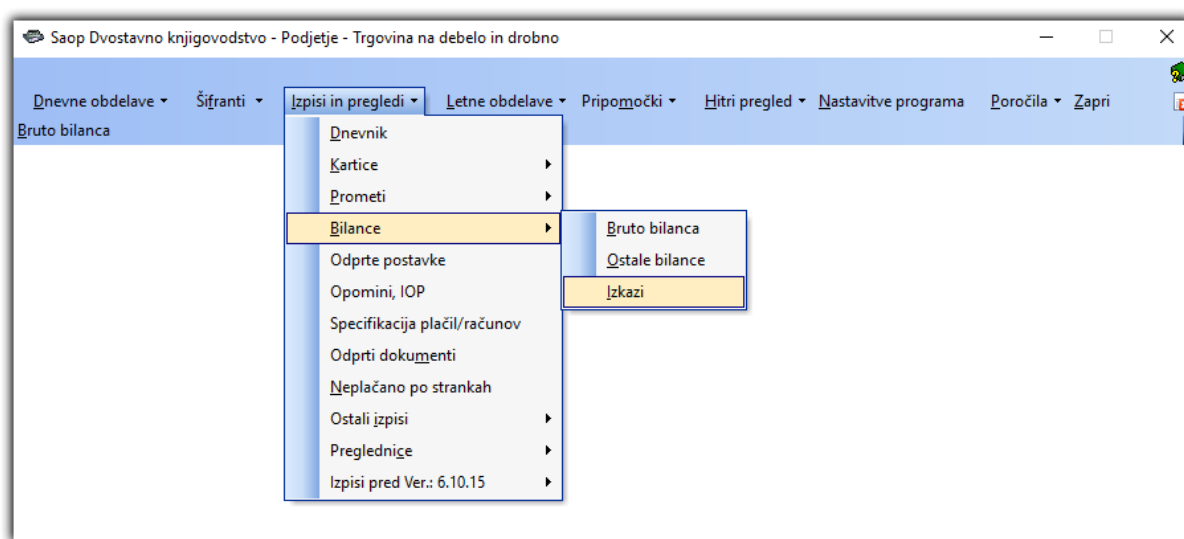 Saop Dvostavno knjigovodstvo - Podjetje - Trgovina na debelo in drobno
Dnevne obdelave Šifranti Izpisi in pregledi Letne obdelave Pripomočki Hitri pregled Nastavitve programa Poročila Zapri
Bruto bilanca
Dnevnik
Kartice
Prometi
Bilance
Odprte postavke
Opomini, IOP
Specifikacija plačil/računov
Odprti dokumenti
Neplačano po strankah
Ostali izpisi
Preglednice
Izpisi pred Ver.: 6.10.15
Bruto bilanca
Ostale bilance
Izkazi